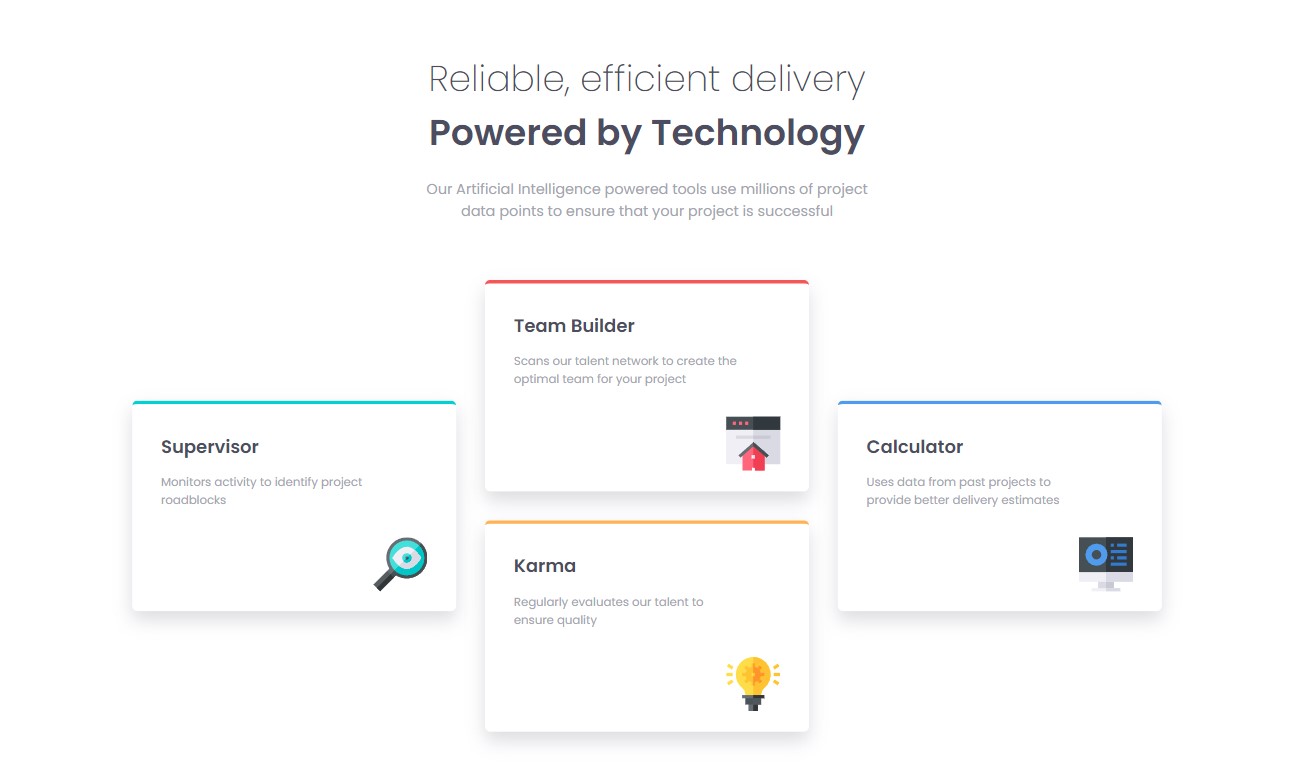 Reliable, efficient delivery
Powered by Technology
Our Artificial Intelligence powered tools use millions of project
data points to ensure that your project is successful
Supervisor
Monitors activity to identify project
roadblocks
Team Builder
Scans our talent network to create the
optimal team for your project
Karma
Regularly evaluates our talent to
ensure quality
Calculator
Uses data from past projects to
provide better delivery estimates